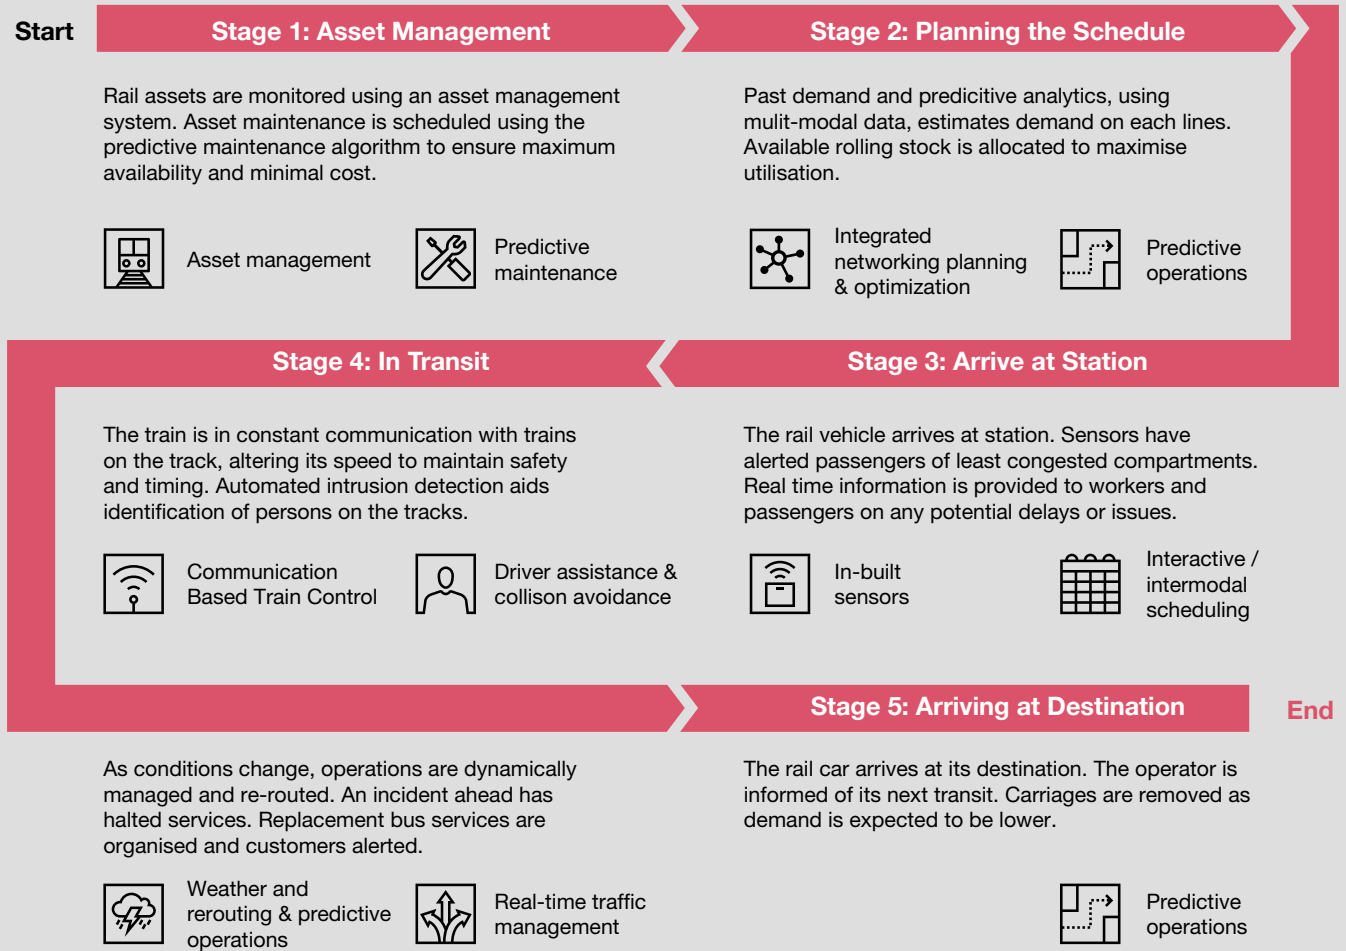 Start
Stage 1: Asset Management
Stage 2: Planning the Schedule
Rail assets are monitored using an asset management
system. Asset maintenance is scheduled using the
predictive maintenance algorithm to ensure maximum
availability and minimal cost.
Asset management
Predictive
maintenance
Past demand and predicitive analytics, using
mulit-modal data, estimates demand on each lines.
Available rolling stock is allocated to maximise
utilisation.
Integrated
networking planning
& optimization
Predictive
operations
Stage 3: Arrive at Station
The rail vehicle arrives at station. Sensors have
alerted passengers of least congested compartments.
Real time information is provided to workers and
passengers on any potential delays or issues.
In-built
sensors
Interactive /
intermodal
scheduling
Stage 4: In Transit
The train is in constant communication with trains
on the track, altering its speed to maintain safety
and timing. Automated intrusion detection aids
identification of persons on the tracks.
Communication
Based Train Control
Driver assistance &
collison avoidance
As conditions change, operations are dynamically
managed and re-routed. An incident ahead has
halted services. Replacement bus services are
organised and customers alerted.
Weather and
rerouting & predictive
operations
Real-time traffic
management
Stage 5: Arriving at Destination
End
The rail car arrives at its destination. The operator is
informed of its next transit. Carriages are removed as
demand is expected to be lower.
Predictive
operations